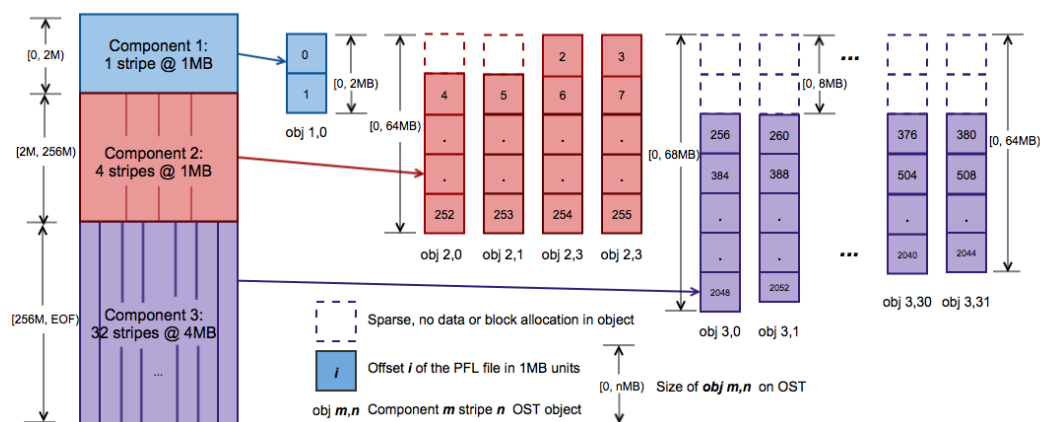 [0, 2M)
Component 1:
1 stripe @ 1MB
[2M, 256M)
Component 2:
4 stripes @ 1MB
[256M, EOF)
Component 3:
32 stripes @ 4MB
...
0
1
[0, 2MB)
obj 1,0
[0, 64MB)
2
3
4
5
6
7
.
.
.
.
.
.
.
.
252
253
254
255
obj 2,0
obj 2,1
obj 2,3
obj 2,3
[0, 68MB)
...
[0, 8MB)
256
260
376
380
[0, 64MB)
384
388
504
508
.
.
.
.
.
.
2040
2044
2048
2052
...
obj 3,0
obj 3,1
obj 3,30
obj 3,31
Sparse, no data or block allocation in object
i
Offset i of the PFL file in 1MB units
obj m,n Component m stripe n OST object
[0, nMB)
Size of obj m,n on OST